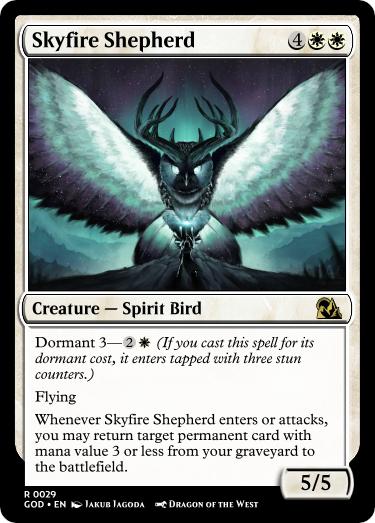 Skyfire Shepherd 4
Creature — Spirit Bird
Dormant 3—2 (If you cast this spell for its
dormant cost, it enters tapped with three stun
counters.)
Flying
Whenever Skyfire Shepherd enters or attacks,
you may return target permanent card with
mana value 3 or less from your graveyard to
the battlefield.
5/5
R 0029
GOD • EN Jakub Jagoda Dragon of the West